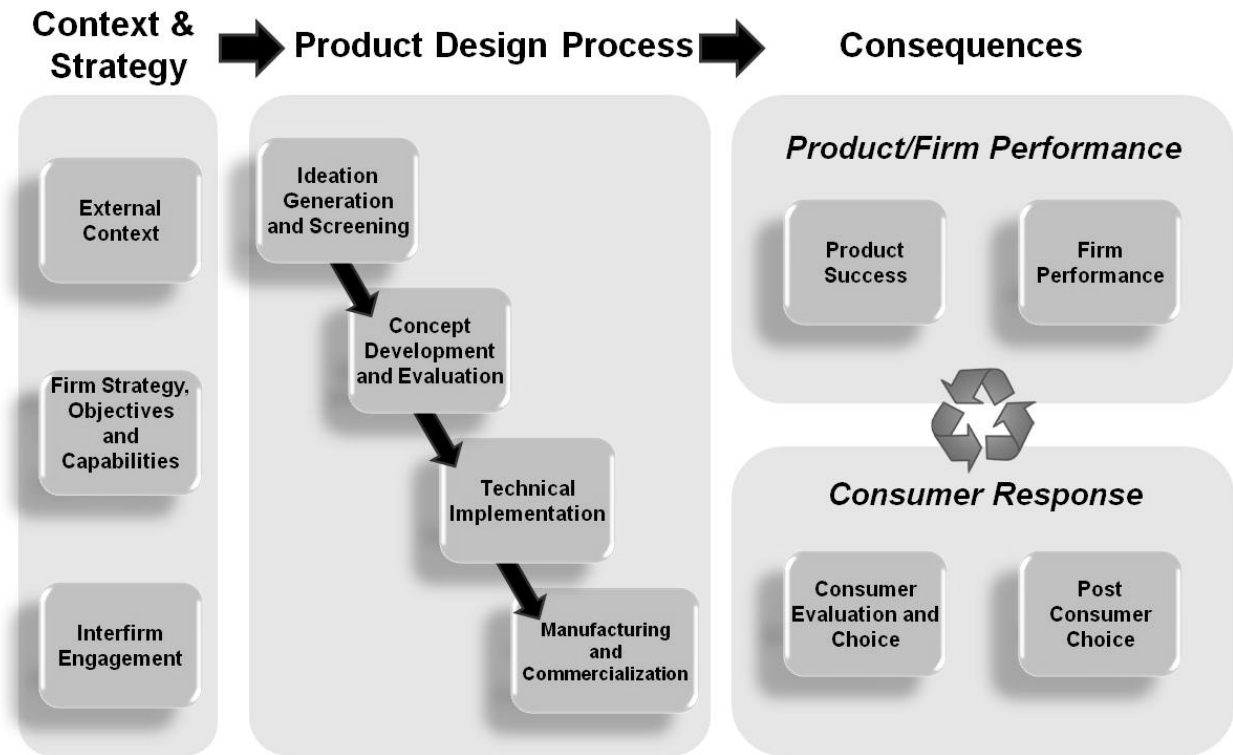 Context &
Strategy
Product Design Process
Consequences
External
Context
Firm Strategy,
Objectives
and
Capabilities
Interfirm
Engagement
Ideation
Generation
and Screening
Concept
Development
and Evaluation
Technical
Implementation
Manufacturing
and
Commercialization
Product/Firm Performance
Product
Success
Firm
Performance
Consumer Response
Consumer
Evaluation and
Choice
Post
Consumer
Choice